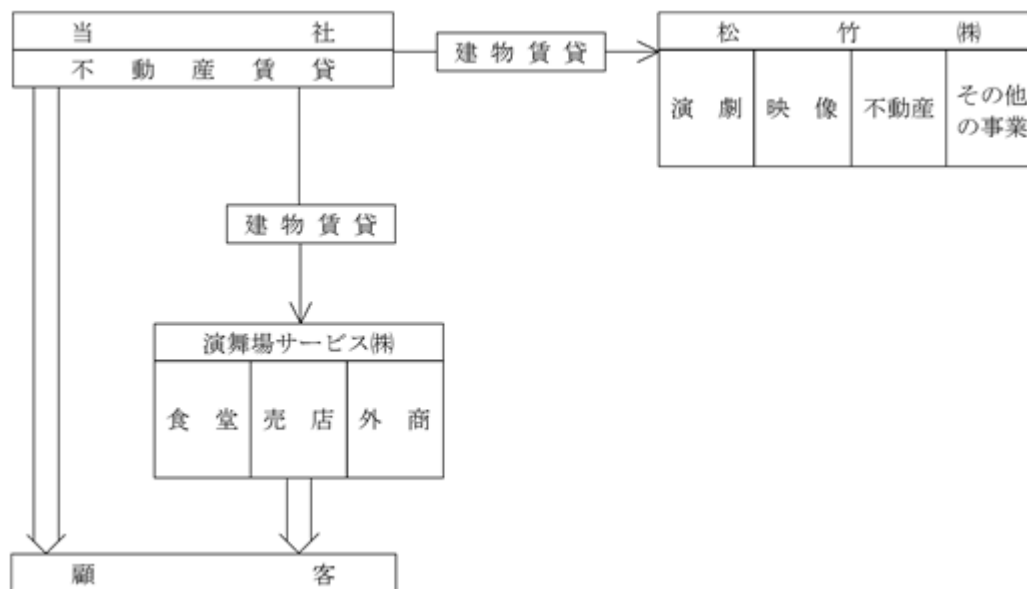 当社
不動産賃貸
建物賃貸
松竹㈱
演劇
映像
不動産
その他
の事業
建物賃貸
演舞場サービス㈱
食堂
売店
外商
顧客